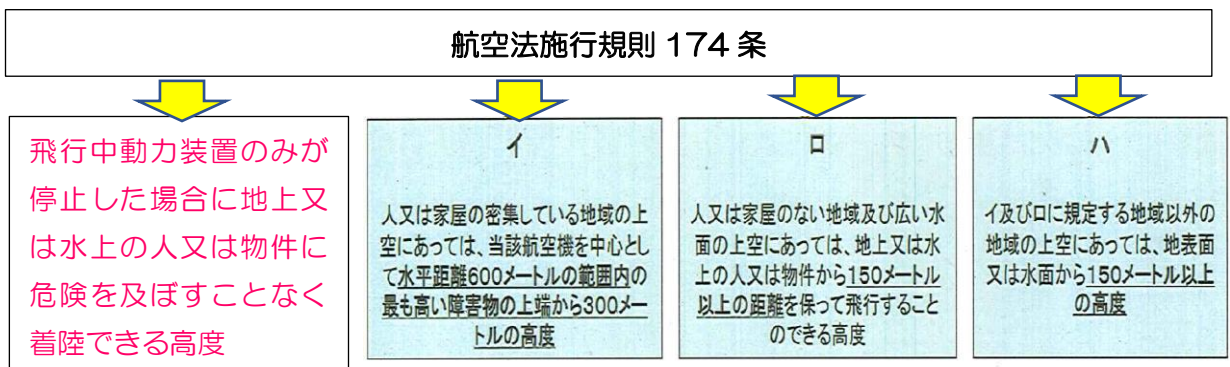 航空法施行規則 174 条
飛行中動力装置のみが
停止した場合に地上又
は水上の人又は物件に
危険を及ぼすことなく
着陸できる高度
イ
人又は家屋の密集している地域の上
空にあっては、当該航空機を中心とし
て水平距離600メートルの範囲内の
最も高い障害物の上端から300メー
トルの高度
ロ
人又は家屋のない地域及び広い水
面の上空にあっては、地上又は水
上の人又は物件から150メートル
以上の距離を保って飛行すること
のできる高度
ハ
イ及びロに規定する地域以外の
地域の上空にあっては、地表面
又は水面から150メートル以上
の高度